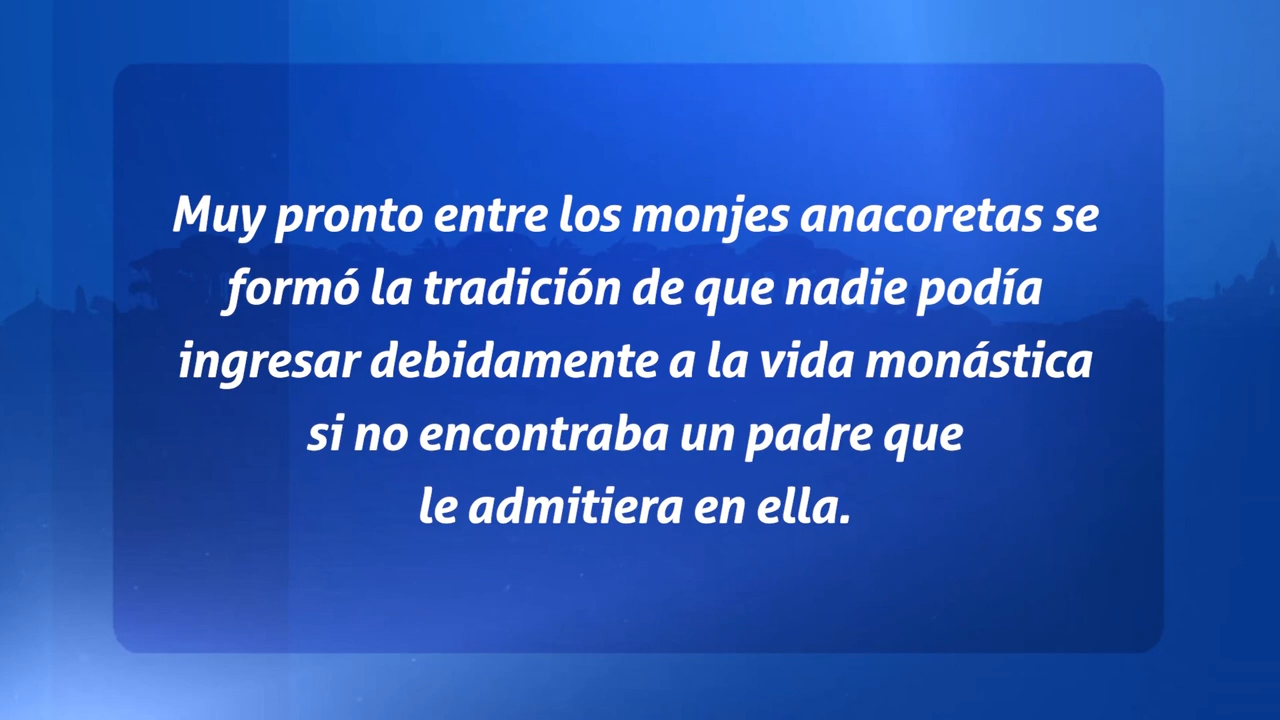 Muy pronto entre los monjes anacoretas se
formó la tradición de que nadie podía
ingresar debidamente a la vida monástica
si no encontraba un padre que
le admitiera en ella.